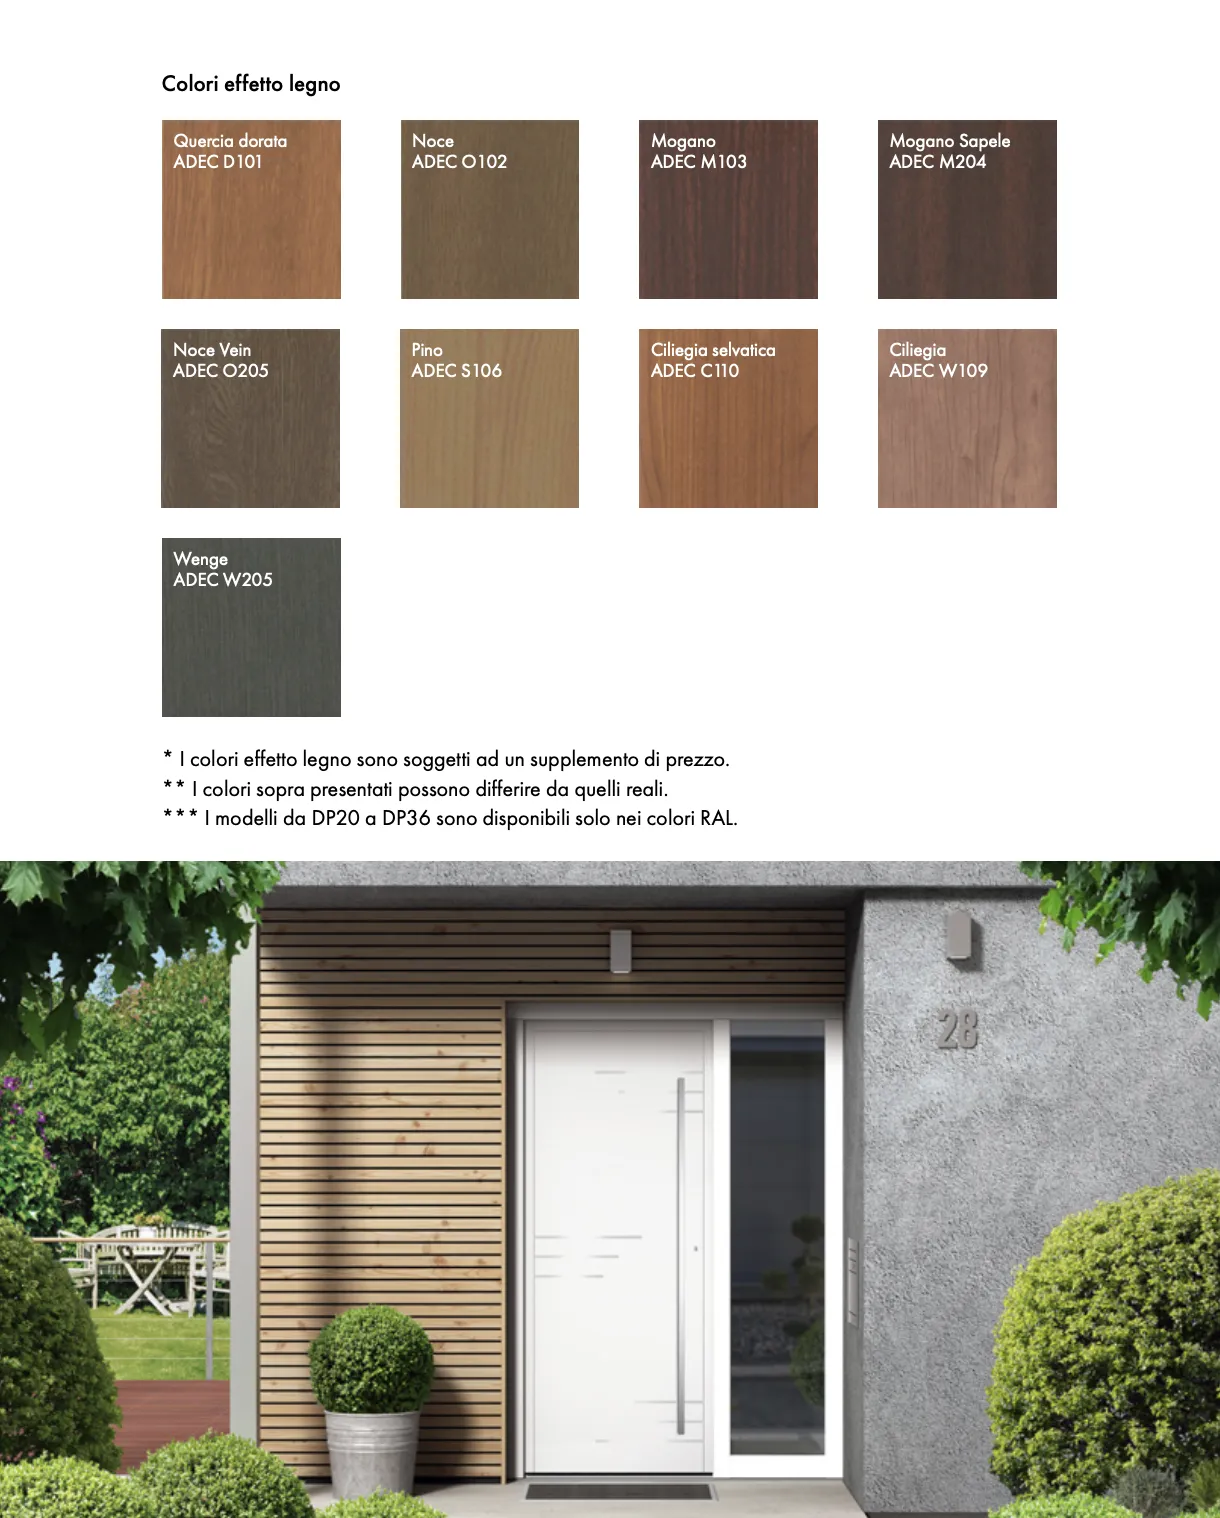 Colori effetto legno
Quercia dorata
ADEC D101
Noce
ADEC O102
Mogano
ADEC M103
Mogano Sapele
ADEC M204
Noce Vein
ADEC O205
Pino
ADEC S106
Ciliegia selvatica
ADEC C110
Ciliegia
ADEC W109
Wenge
ADEC W205
* I colori effetto legno sono soggetti ad un supplemento di prezzo.
** I colori sopra presentati possono differire da quelli reali.
*** I modelli da DP20 a DP36 sono disponibili solo nei colori RAL.
28